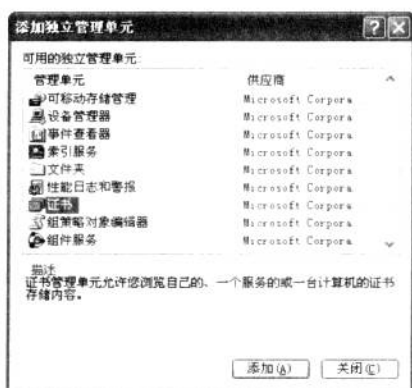 添加独立管理单元
可用的独立管理单元:
管理单元 供应商
可移动存储管理 Microsoft Corpora
设备管理器 Microsoft Corpora
事件查看器 Microsoft Corpora
索引服务 Microsoft Corpora
文件夹 Microsoft Corpora
性能日志和警报 Microsoft Corpora
证书 Microsoft Corpora
组策略对象编辑器 Microsoft Corpora
组件服务 Microsoft Corpora
描述
证书管理单元允许您浏览自己的、一个服务的或一台计算机的证书
存储内容。
添加(A) 关闭(C)